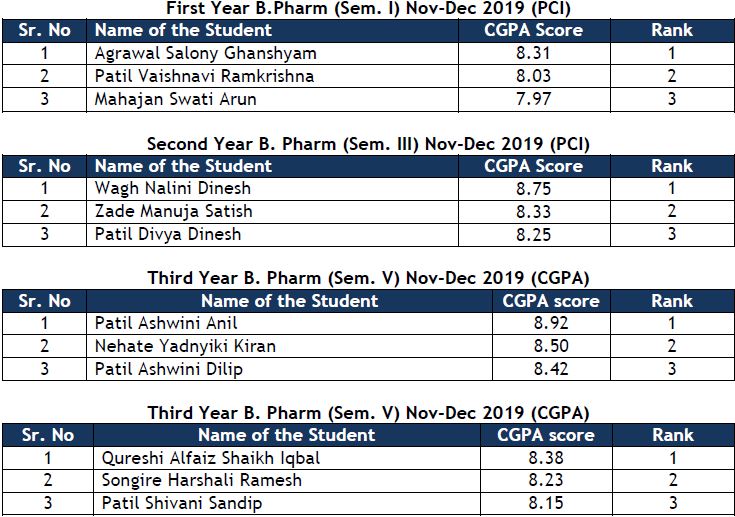 First Year B.Pharm (Sem. I) Nov-Dec 2019 (PCI)
Sr. No Name of the Student CGPA Score Rank
1 Agrawal Salony Ghanshyam 8.31 1
2 Patil Vaishnavi Ramkrishna 8.03 2
3 Mahajan Swati Arun 7.97 3
Second Year B. Pharm (Sem. III) Nov-Dec 2019 (PCI)
Sr. No Name of the Student CGPA Score Rank
1 Wagh Nalini Dinesh 8.75 1
2 Zade Manuja Satish 8.33 2
3 Patil Divya Dinesh 8.25 3
Third Year B. Pharm (Sem. V) Nov-Dec 2019 (CGPA)
Sr. No Name of the Student CGPA score Rank
1 Patil Ashwini Anil 8.92 1
2 Nehate Yadnyiki Kiran 8.50 2
3 Patil Ashwini Dilip 8.42 3
Third Year B. Pharm (Sem. V) Nov-Dec 2019 (CGPA)
Sr. No Name of the Student CGPA score Rank
1 Qureshi Alfaiz Shaikh Iqbal 8.38 1
2 Songire Harshali Ramesh 8.23 2
3 Patil Shivani Sandip 8.15 3